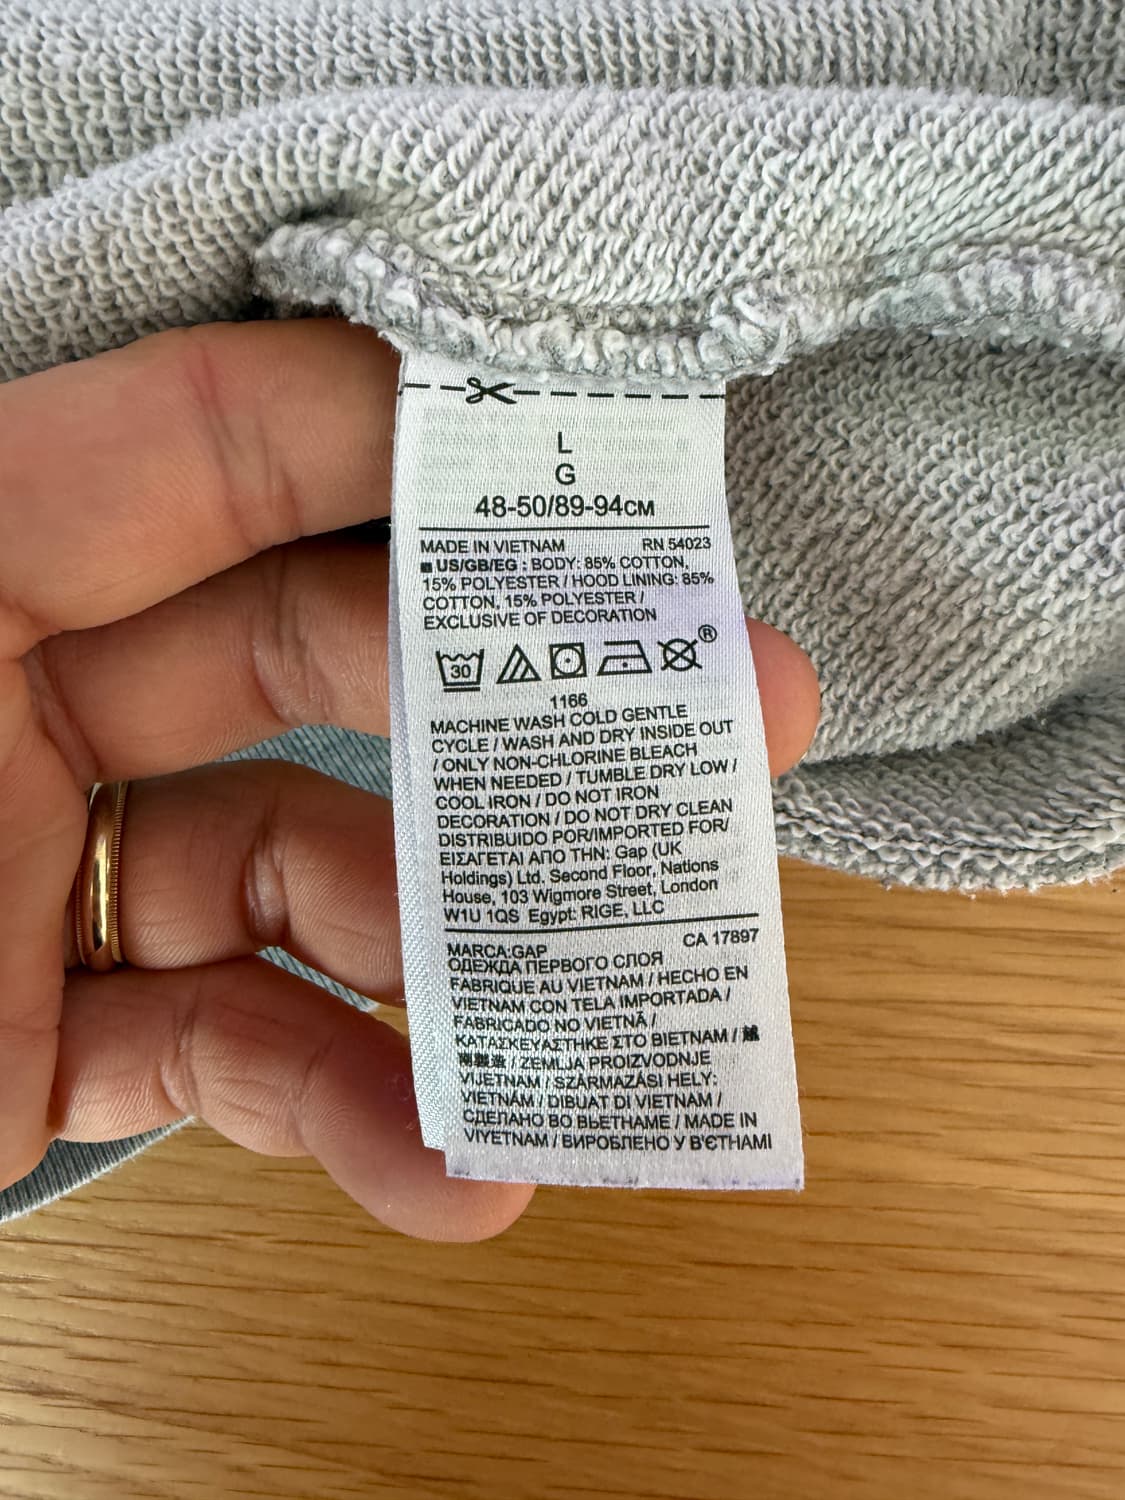 L
G
48-50/89-94CM
MADE IN VIETNAM RN 54023
US/GB/EG : BODY: 85% COTTON,
15% POLYESTER / HOOD LINING: 85%
COTTON, 15% POLYESTER /
EXCLUSIVE OF DECORATION
30 ®
1166
MACHINE WASH COLD GENTLE
CYCLE / WASH AND DRY INSIDE OUT
/ ONLY NON-CHLORINE BLEACH
WHEN NEEDED / TUMBLE DRY LOW /
COOL IRON / DO NOT IRON
DECORATION / DO NOT DRY CLEAN
DISTRIBUIDO POR/IMPORTED FOR/
ΕΙΣΑΓΕΤΑΙ ΑΠΟ ΤΗΝ: Gap (UK
Holdings) Ltd. Second Floor, Nations
House, 103 Wigmore Street, London
W1U 1QS Egypt: RIGE, LLC
MARCA:GAP CA 17897
ОДЕЖДА ПЕРВОГО СЛОЯ
FABRIQUE AU VIETNAM / HECHO EN
VIETNAM CON TELA IMPORTADA /
FABRICADO NO VIETNÃ /
ΚΑΤΑΣΚΕΥΑΣΤΗΚΕ ΣΤΟ ΒΙΕΤΝΑΜ / 越
南製造 / ZEMLJA PROIZVODNJE
VIJETNAM / SZÁRMAZÁSI HELY:
VIETNÁM / DIBUAT DI VIETNAM /
СДЕЛАНО ВО ВЬЕТНАМЕ / MADE IN
VIYETNAM / ВИРОБЛЕНО У В'ЄТНАМІ